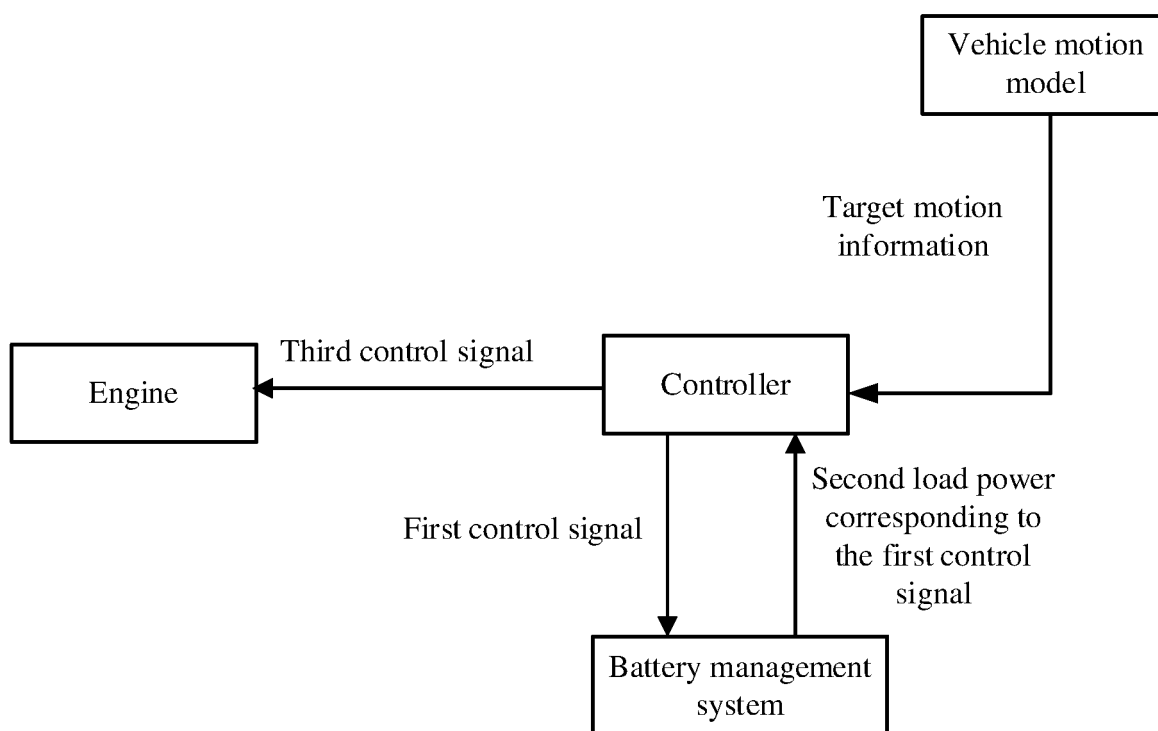 Vehicle motion
model
Target motion
information
Third control signal
Engine
Controller
First control signal
Second load power
corresponding to
the first control
signal
Battery management
system